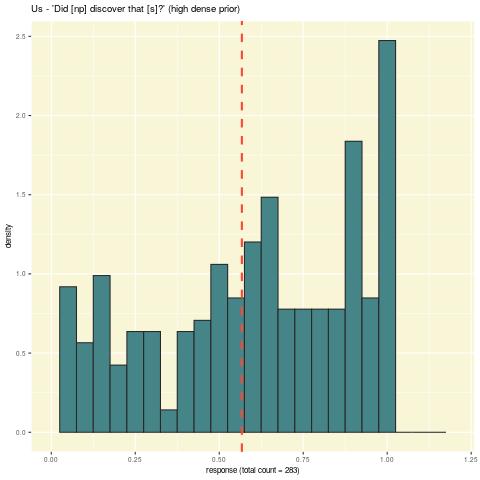 Us - 'Did [np] discover that [s]?' (high dense prior)
2.5
2.0
1.5
1.0
0.5
0.0
density
0.00 0.25 0.50 0.75 1.00 1.25
response (total count = 283)